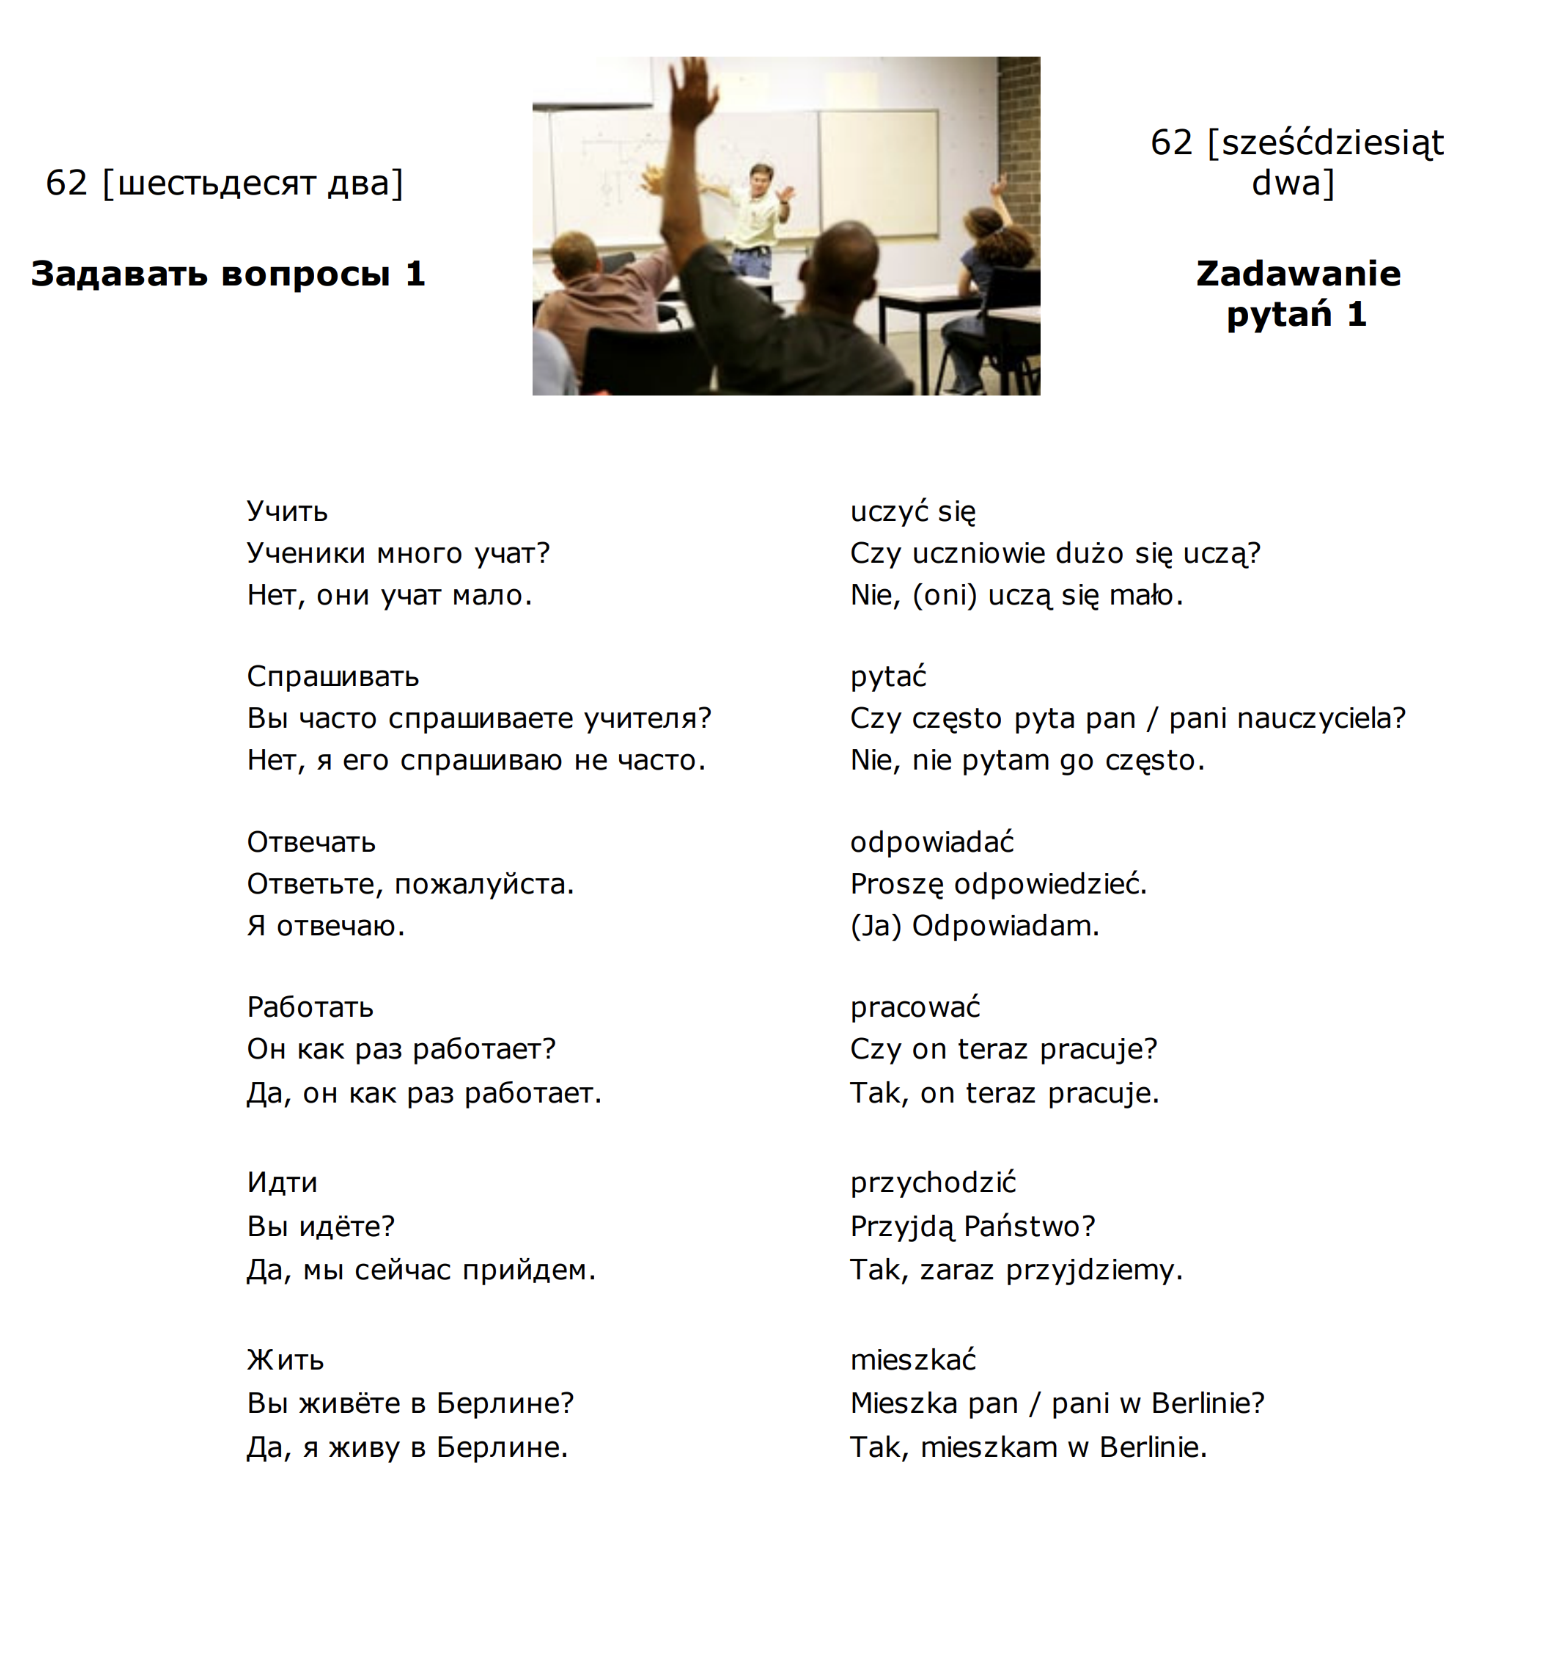 62 [шестьдесят два]
Задавать вопросы 1
62 [sześćdziesiąt
dwa]
Zadawanie
pytań 1
Учить
uczyć się
Ученики много учат?
Czy uczniowie dużo się uczą?
Нет, они учат мало.
Nie, (oni) uczą się mało.
Спрашивать
pytać
Вы часто спрашиваете учителя?
Czy często pyta pan / pani nauczyciela?
Нет, я его спрашиваю не часто.
Nie, nie pytam go często.
Отвечать
odpowiadać
Ответьте, пожалуйста.
Proszę odpowiedzieć.
Я отвечаю.
(Ja) Odpowiadam.
Работать
pracować
Он как раз работает?
Czy on teraz pracuje?
Да, он как раз работает.
Tak, on teraz pracuje.
Идти
przychodzić
Вы идёте?
Przyjdą Państwo?
Да, мы сейчас прийдем.
Tak, zaraz przyjdziemy.
Жить
mieszkać
Вы живёте в Берлине?
Mieszka pan / pani w Berlinie?
Да, я живу в Берлине.
Tak, mieszkam w Berlinie.